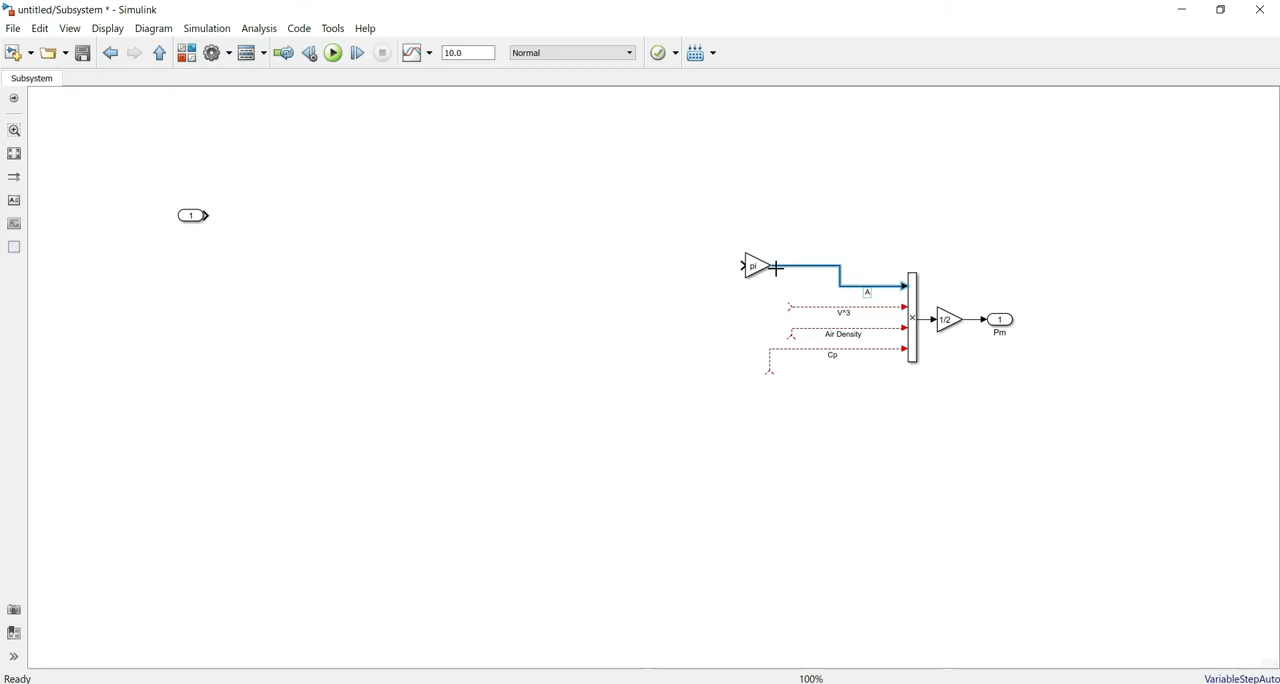 untitled/Subsystem * - Simulink
File Edit View Display Diagram Simulation Analysis Code Tools Help
10.0 Normal
Subsystem
1
pi
A
V^3
Air Density
Cp
×
1/2
1
Pm
Ready 100% VariableStepAuto